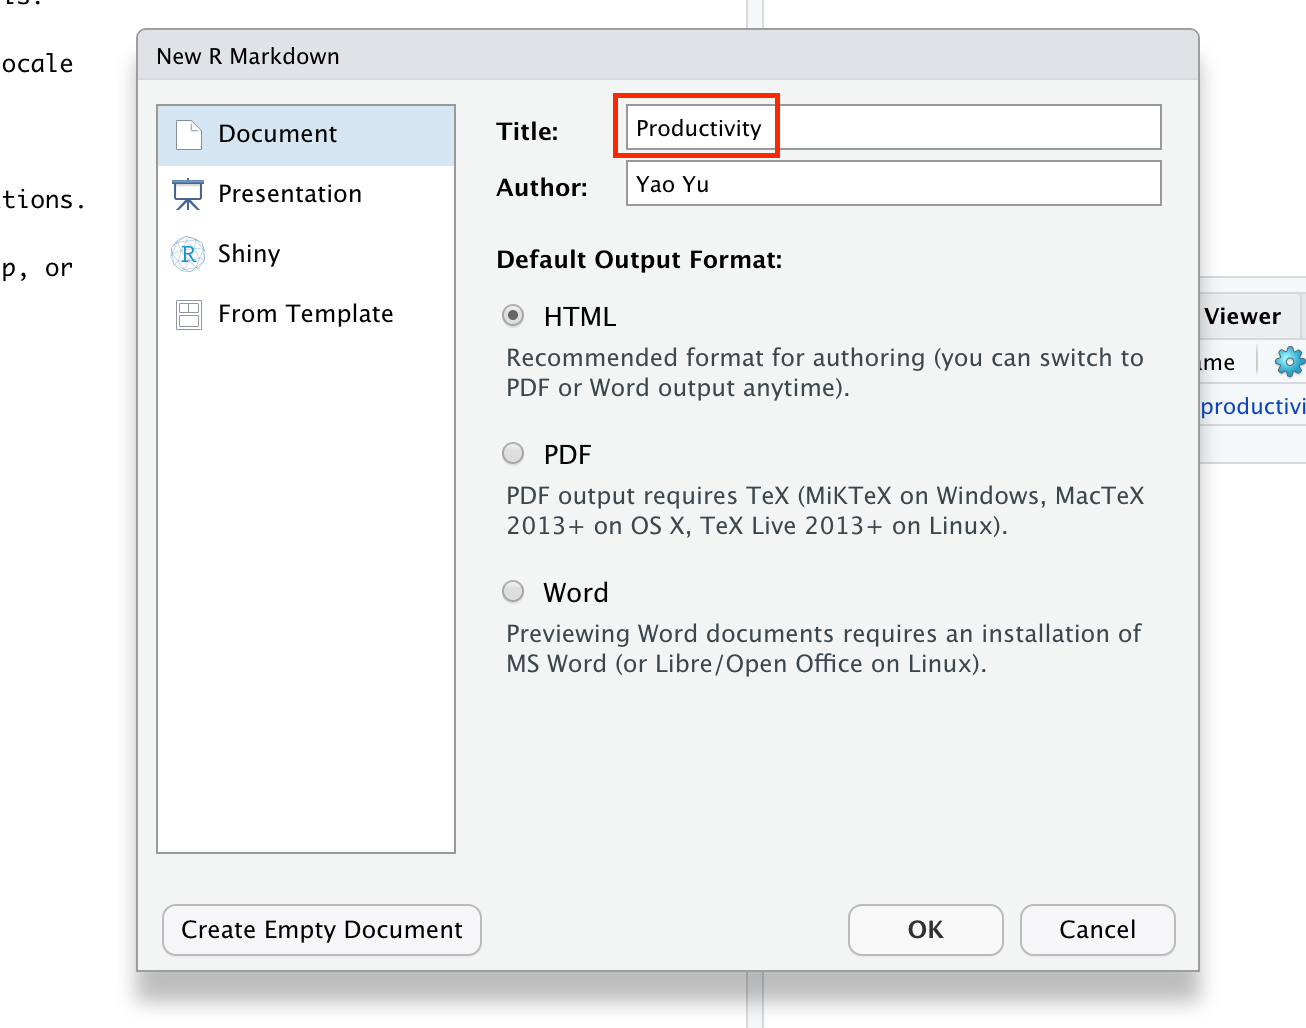 ocale
tions.
p, or
New R Markdown
Document
Presentation
R
Shiny
From Template
Title:
Productivity
Author:
Yao Yu
Default Output Format:
HTML
Recommended format for authoring (you can switch to
PDF or Word output anytime).
PDF
PDF output requires TeX (MiKTeX on Windows, MacTeX
2013+ on OS X, TeX Live 2013+ on Linux).
Word
Previewing Word documents requires an installation of
MS Word (or Libre/Open Office on Linux).
Create Empty Document
OK
Cancel
Viewer
me
productivi